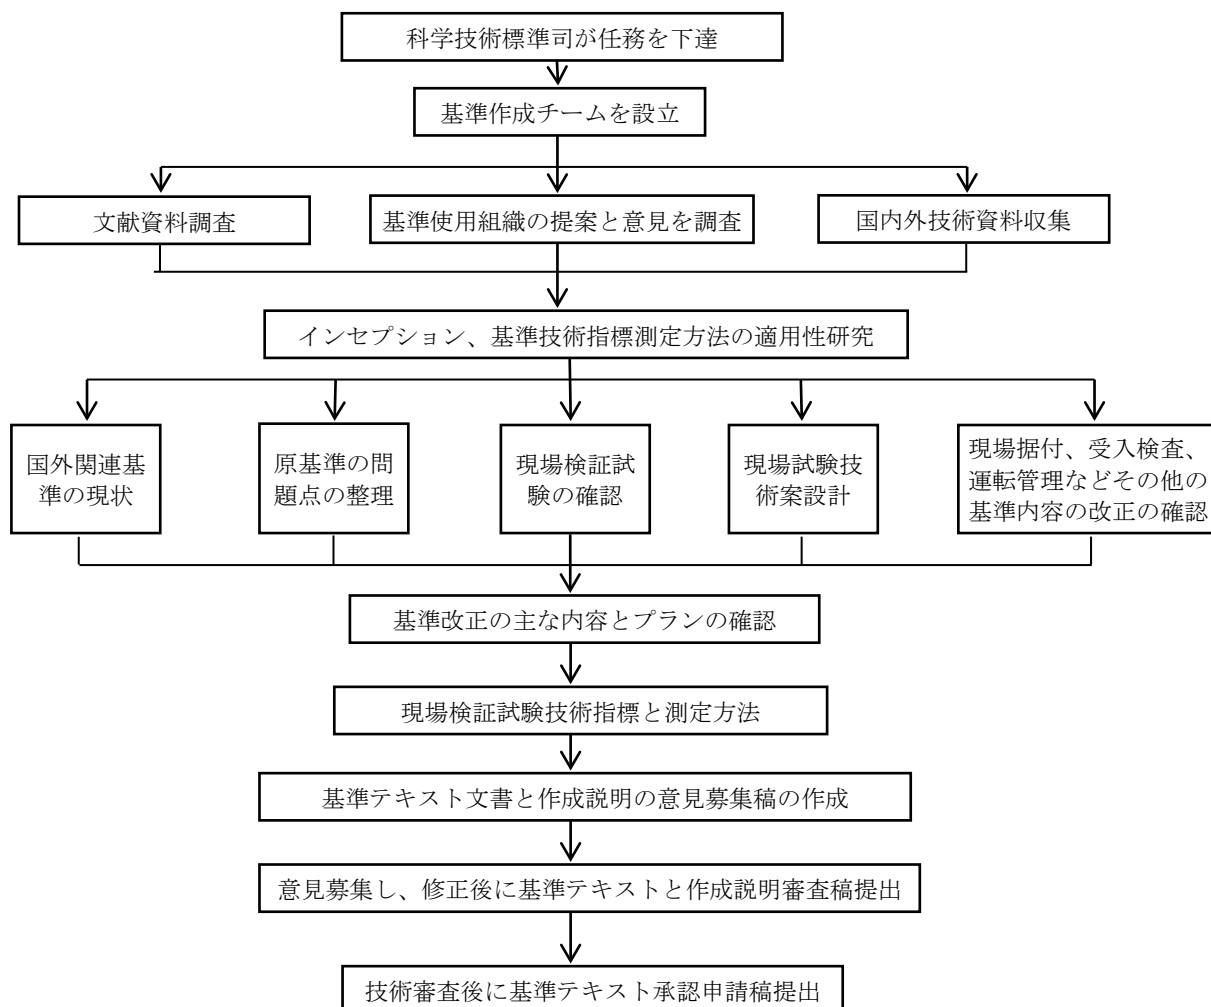 科学技術標準司が任務を下達
基準作成チームを設立
文献資料調査
基準使用組織の提案と意見を調査
国内外技術資料収集
インセプション、基準技術指標測定方法の適用性研究
国外関連基
準の現状
原基準の問
題点の整理
現場検証試
験の確認
現場試験技
術案設計
現場据付、受入検査、
運転管理などその他の
基準内容の改正の確認
基準改正の主な内容とプランの確認
現場検証試験技術指標と測定方法
基準テキスト文書と作成説明の意見募集稿の作成
意見募集し、修正後に基準テキストと作成説明審査稿提出
技術審査後に基準テキスト承認申請稿提出